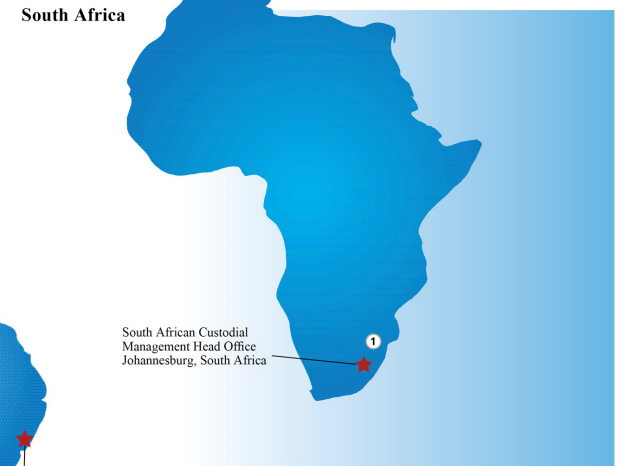 South Africa
1
South African Custodial
Management Head Office
Johannesburg, South Africa